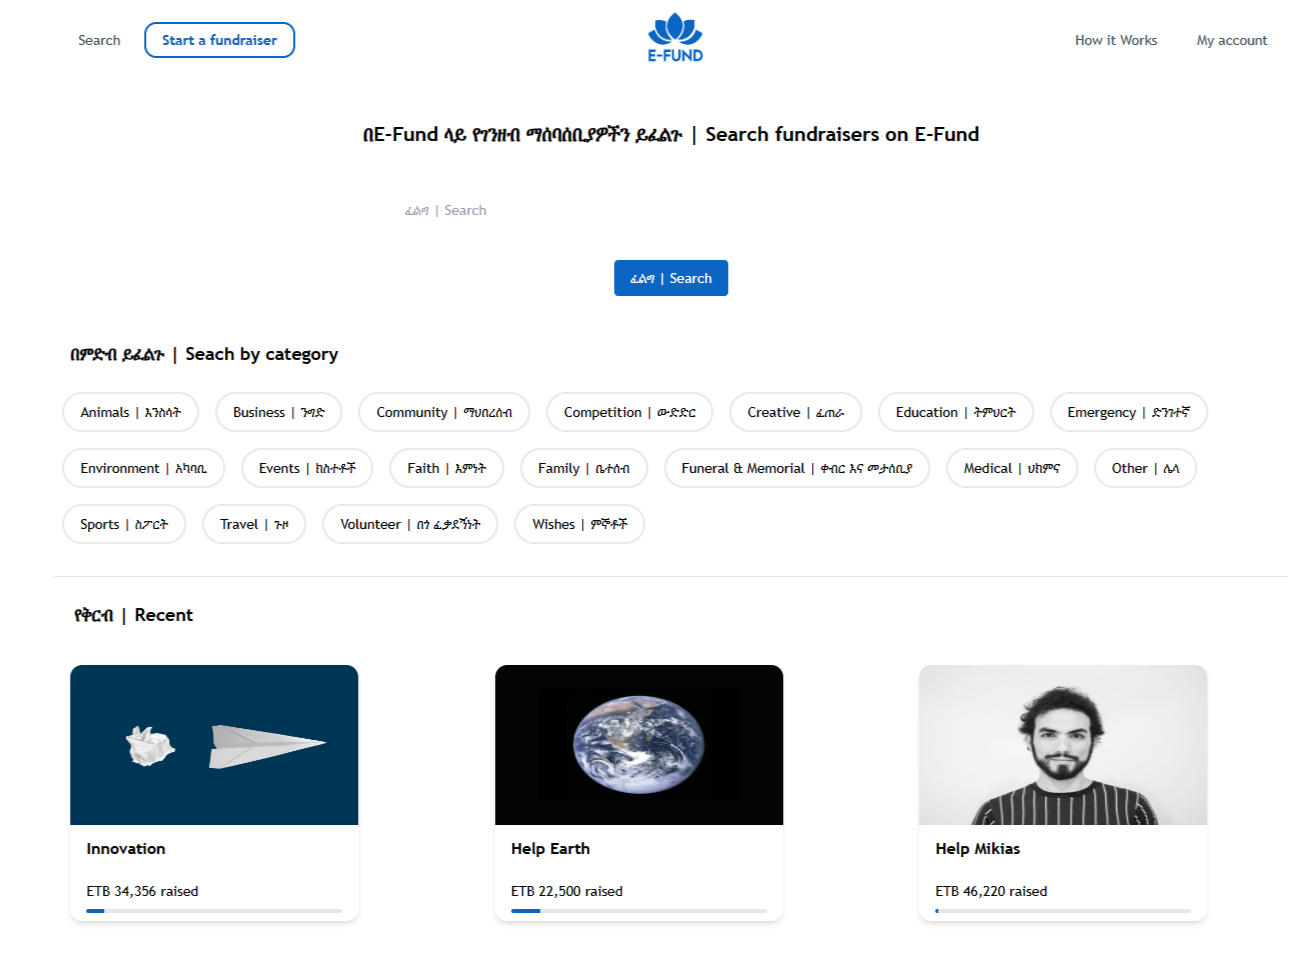 Search
Start a fundraiser
E-FUND
How it Works
My account
በE-Fund ላይ የገንዘብ ማሰባሰቢያዎችን ይፈልጉ | Search fundraisers on E-Fund
ፈልግ | Search
ፈልግ | Search
በምድብ ይፈልጉ | Seach by category
Animals | እንስሳት
Business | ንግድ
Community | ማህበረሰብ
Competition | ውድድር
Creative | ፈጠራ
Education | ትምህርት
Emergency | ድንገተኛ
Environment | አካባቢ
Events | ክስተቶች
Faith | እምነት
Family | ቤተሰብ
Funeral & Memorial | ቀብር እና መታሰቢያ
Medical | ህክምና
Other | ሌላ
Sports | ስፖርት
Travel | ጉዞ
Volunteer | በጎ ፈቃደኝነት
Wishes | ምኞቶች
የቅርብ | Recent
Innovation
ETB 34,356 raised
Help Earth
ETB 22,500 raised
Help Mikias
ETB 46,220 raised